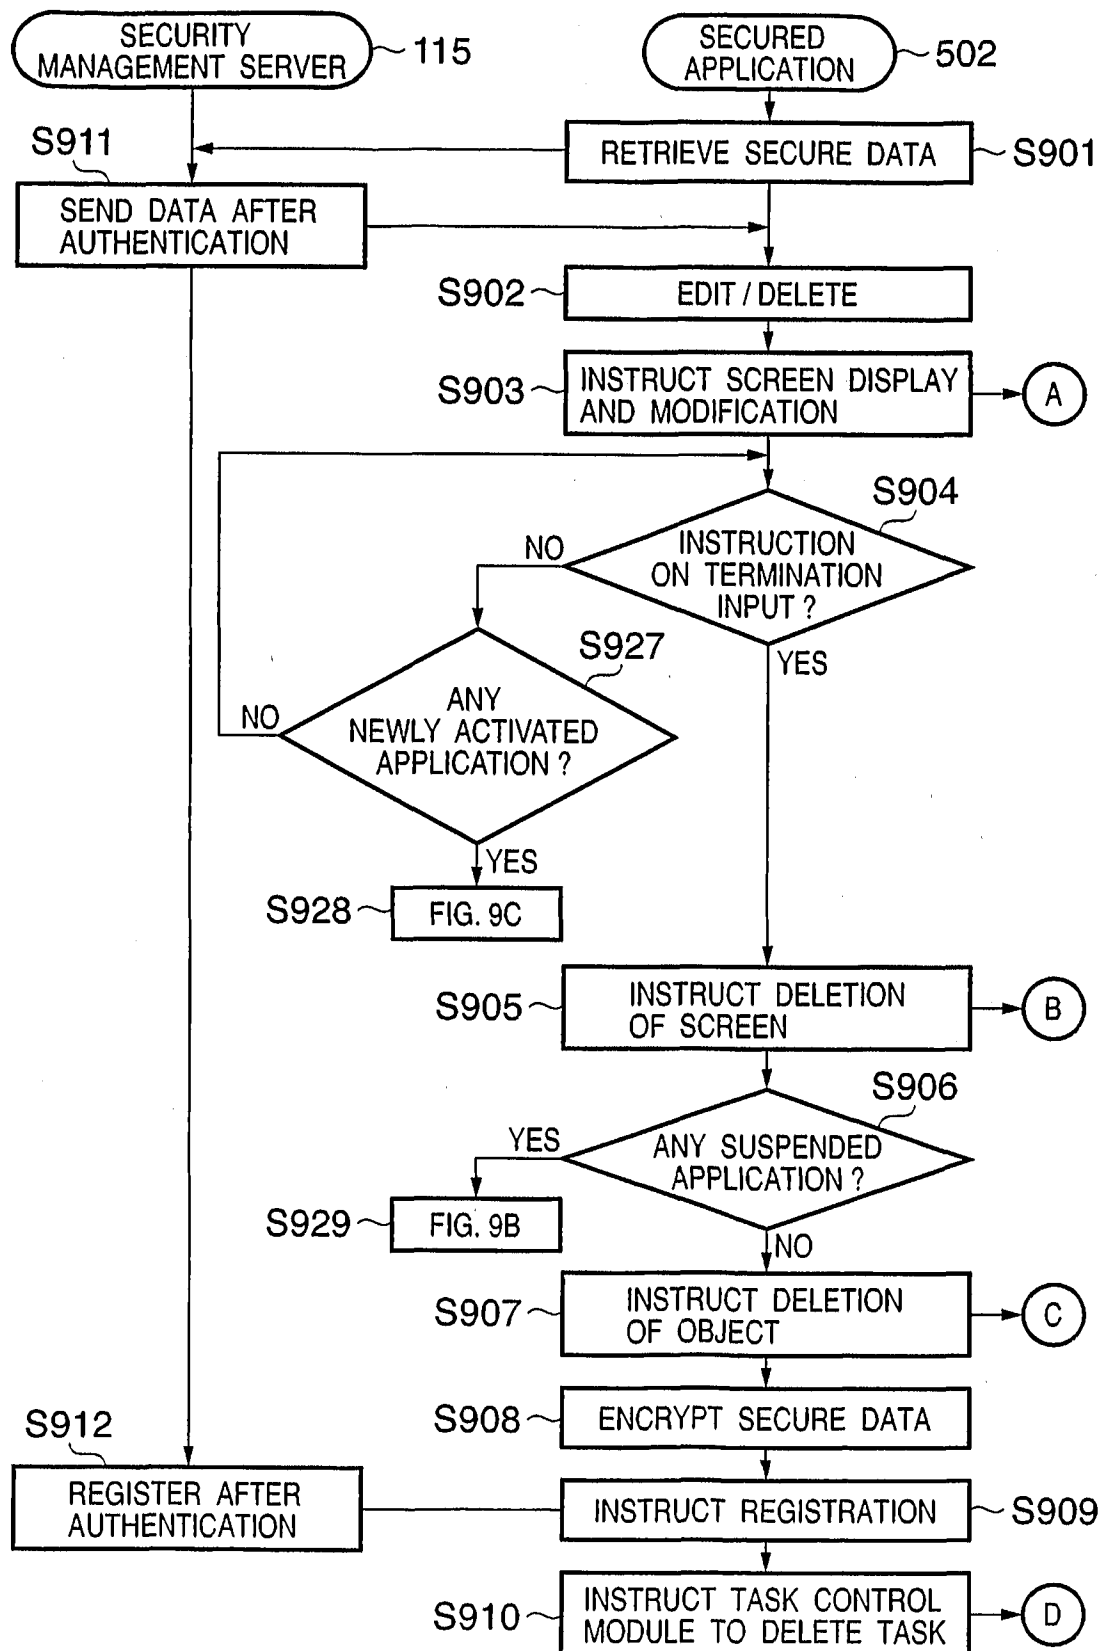 SECURITY
MANAGEMENT SERVER
115
SECURED
APPLICATION
502
S911
RETRIEVE SECURE DATA
S901
SEND DATA AFTER
AUTHENTICATION
S902
EDIT / DELETE
S903
INSTRUCT SCREEN DISPLAY
AND MODIFICATION
A
S904
NO
INSTRUCTION
ON TERMINATION
INPUT ?
YES
S927
NO
ANY
NEWLY ACTIVATED
APPLICATION ?
YES
S928
FIG. 9C
S905
INSTRUCT DELETION
OF SCREEN
B
S906
YES
ANY SUSPENDED
APPLICATION ?
S929
FIG. 9B
NO
S907
INSTRUCT DELETION
OF OBJECT
C
S908
ENCRYPT SECURE DATA
S912
REGISTER AFTER
AUTHENTICATION
INSTRUCT REGISTRATION
S909
S910
INSTRUCT TASK CONTROL
MODULE TO DELETE TASK
D